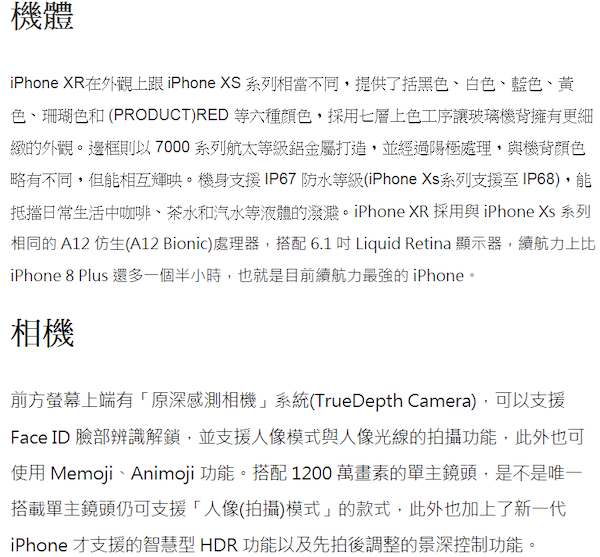 機體
iPhone XR在外觀上跟 iPhone XS 系列相當不同，提供了括黑色、白色、藍色、黃
色、珊瑚色和 (PRODUCT)RED 等六種顏色，採用七層上色工序讓玻璃機背擁有更細
緻的外觀。邊框則以 7000 系列航太等級鋁金屬打造，並經過陽極處理，與機背顏色
略有不同，但能相互輝映。機身支援 IP67 防水等級(iPhone Xs系列支援至 IP68)，能
抵擋日常生活中咖啡、茶水和汽水等液體的潑濺。iPhone XR 採用與 iPhone Xs 系列
相同的 A12 仿生(A12 Bionic)處理器，搭配 6.1 吋 Liquid Retina 顯示器，續航力上比
iPhone 8 Plus 還多一個半小時，也就是目前續航力最強的 iPhone。
相機
前方螢幕上端有「原深感測相機」系統(TrueDepth Camera)，可以支援
Face ID 臉部辨識解鎖，並支援人像模式與人像光線的拍攝功能，此外也可
使用 Memoji、Animoji 功能。搭配 1200 萬畫素的單主鏡頭，是不是唯一
搭載單主鏡頭仍可支援「人像(拍攝)模式」的款式，此外也加上了新一代
iPhone 才支援的智慧型 HDR 功能以及先拍後調整的景深控制功能。